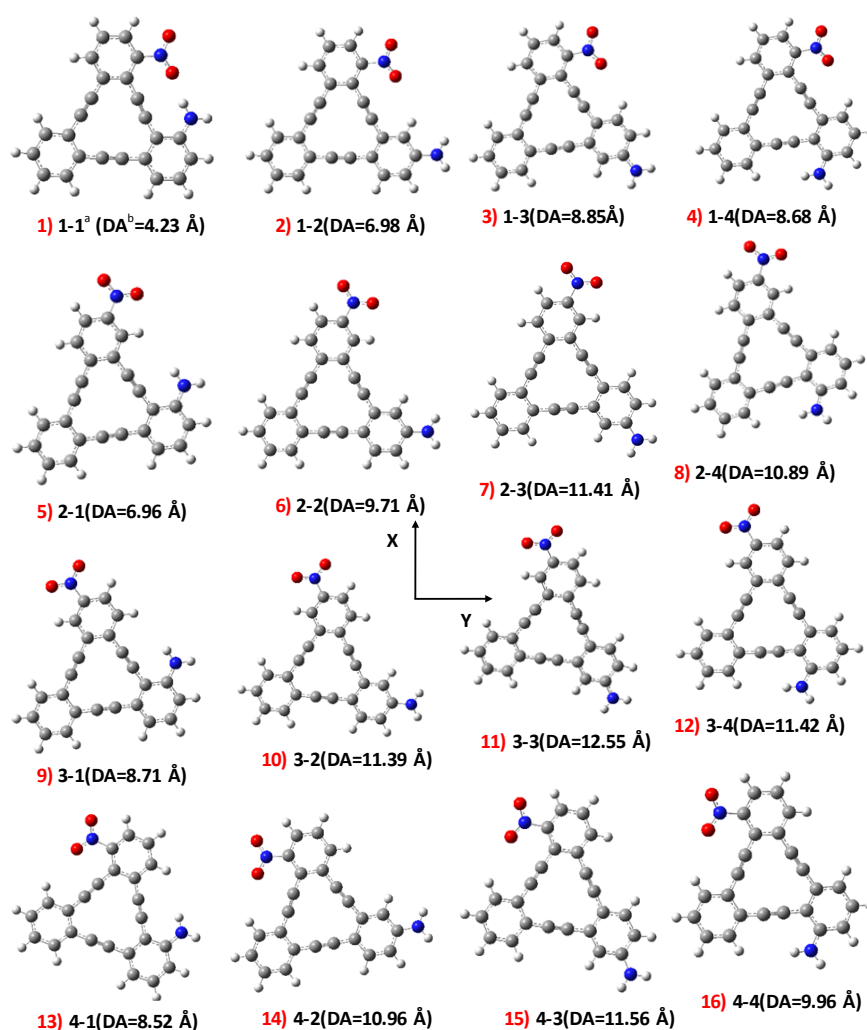 1) 1-1a (DAb=4.23 Å)
2) 1-2(DA=6.98 Å)
3) 1-3(DA=8.85Å)
4) 1-4(DA=8.68 Å)
5) 2-1(DA=6.96 Å)
6) 2-2(DA=9.71 Å)
7) 2-3(DA=11.41 Å)
8) 2-4(DA=10.89 Å)
X
Y
9) 3-1(DA=8.71 Å)
10) 3-2(DA=11.39 Å)
11) 3-3(DA=12.55 Å)
12) 3-4(DA=11.42 Å)
13) 4-1(DA=8.52 Å)
14) 4-2(DA=10.96 Å)
15) 4-3(DA=11.56 Å)
16) 4-4(DA=9.96 Å)